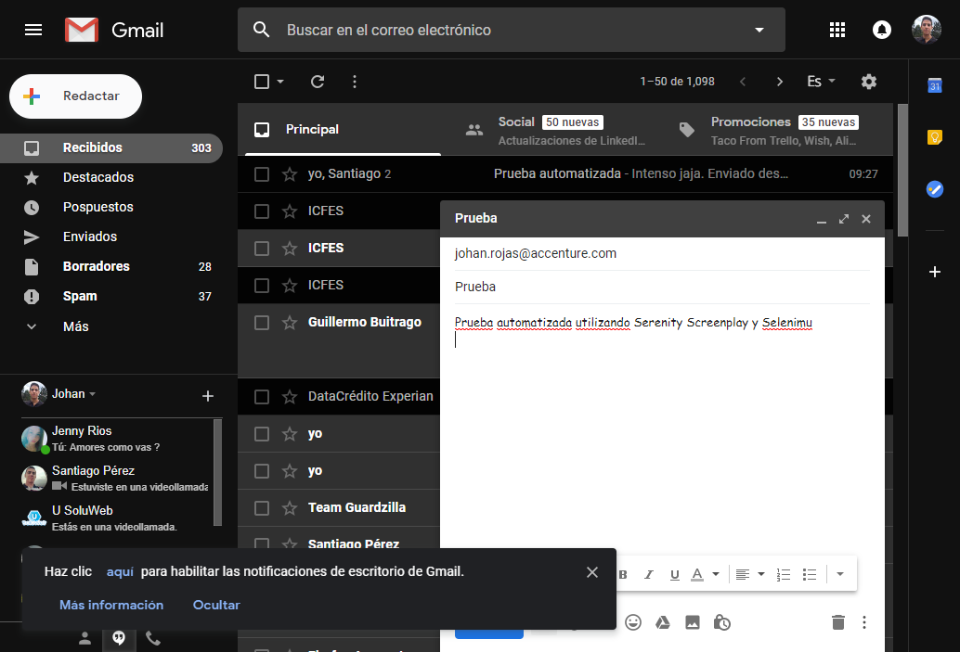 Gmail
Buscar en el correo electrónico
Redactar
1–50 de 1,098
Es
31
Recibidos 303
Destacados
Pospuestos
Enviados
Borradores 28
Spam 37
Más
Principal
Social 50 nuevas
Actualizaciones de LinkedI...
Promociones 35 nuevas
Taco From Trello, Wish, Ali...
yo, Santiago 2 Prueba automatizada - Intenso jaja. Enviado des... 09:27
ICFES
ICFES
ICFES
Guillermo Buitrago
DataCrédito Experian
yo
yo
Team Guardzilla
Santiago Pérez
Prueba
johan.rojas@accenture.com
Prueba
Prueba automatizada utilizando Serenity Screenplay y Selenimu
B I U A
Johan
Jenny Rios
Tú: Amores como vas ?
Santiago Pérez
Estuviste en una videollamada
U SoluWeb
Estás en una videollamada.
Haz clic aquí para habilitar las notificaciones de escritorio de Gmail.
Más información Ocultar